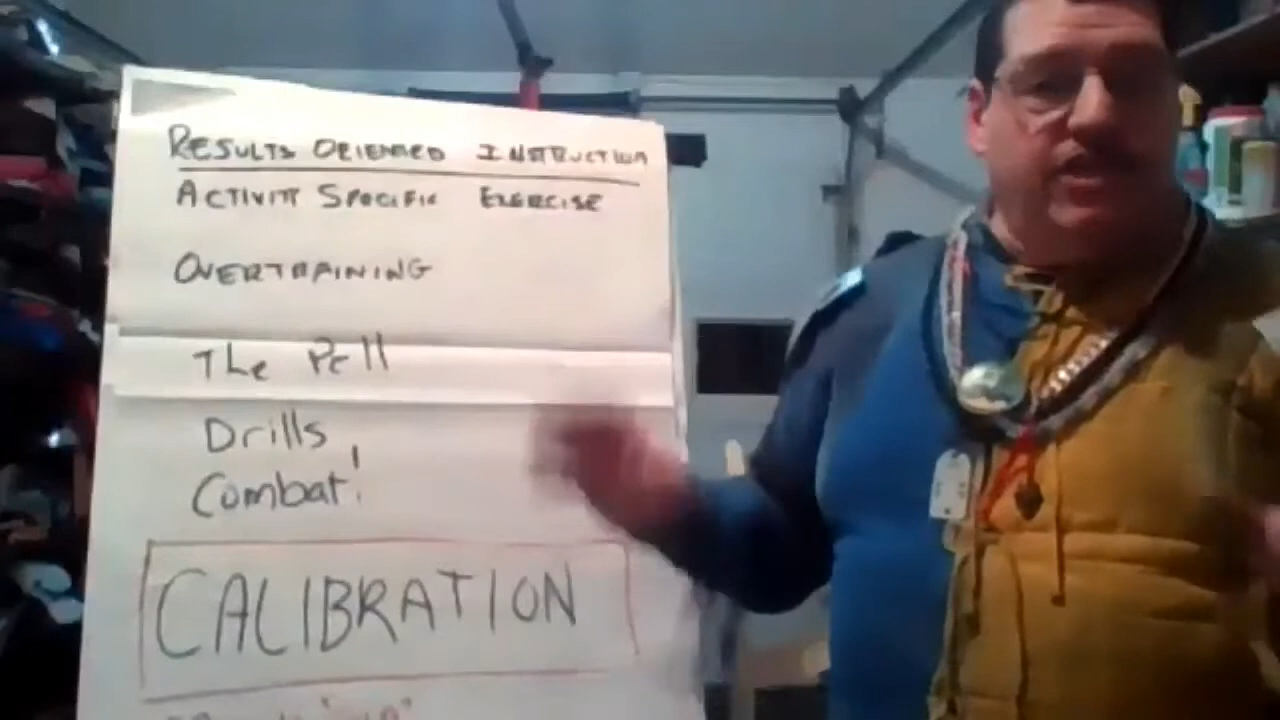 RESULTS ORIENTED INSTRUCTION
ACTIVITY SPECIFIC EXERCISE
OVERTRAINING
The Pell
Drills
Combat!
CALIBRATION